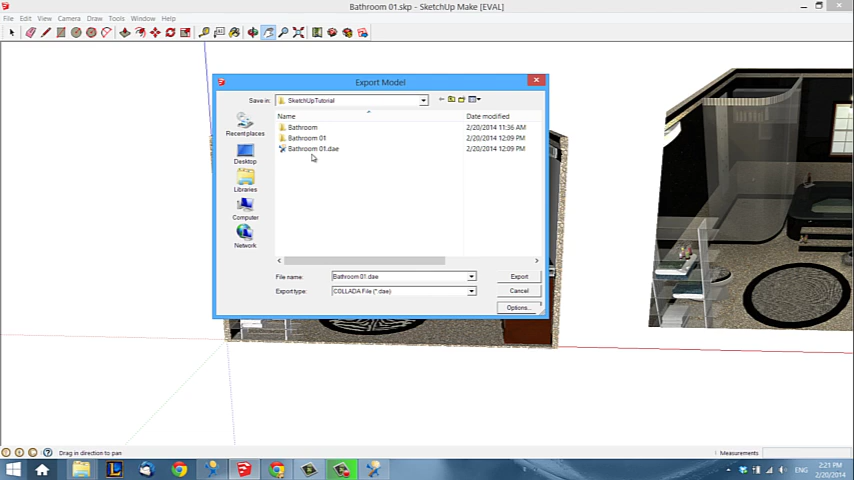 Bathroom 01.skp - SketchUp Make [EVAL]
File Edit View Camera Draw Tools Window Help
Export Model
Save in: SketchUpTutorial
Name Date modified
Recent places
Bathroom 2/20/2014 11:36 AM
Bathroom 01 2/20/2014 12:09 PM
Bathroom 01.dae 2/20/2014 12:09 PM
Desktop
Libraries
Computer
Network
File name: Bathroom 01.dae Export
Export type: COLLADA File (*.dae) Cancel
Options...
Drag in direction to pan Measurements
ENG 2:21 PM
2/20/2014